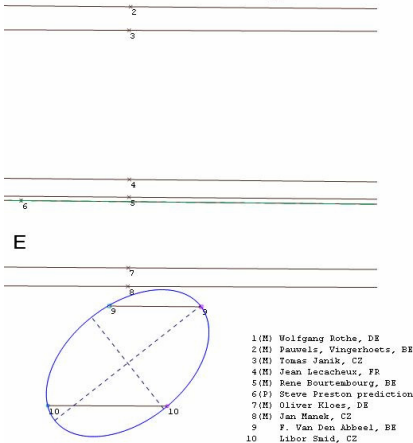 2
3
4
5
6
E
7
8
9
9
10
10
1(M) Wolfgang Rothe, DE
2(M) Pauwels, Vingerhoets, BE
3(M) Tomas Janik, CZ
4(M) Jean Lecacheux, FR
5(M) Rene Bourtembourg, BE
6(P) Steve Preston prediction
7(M) Oliver Kloes, DE
8(M) Jan Manek, CZ
9 F. Van Den Abbeel, BE
10 Libor Smid, CZ